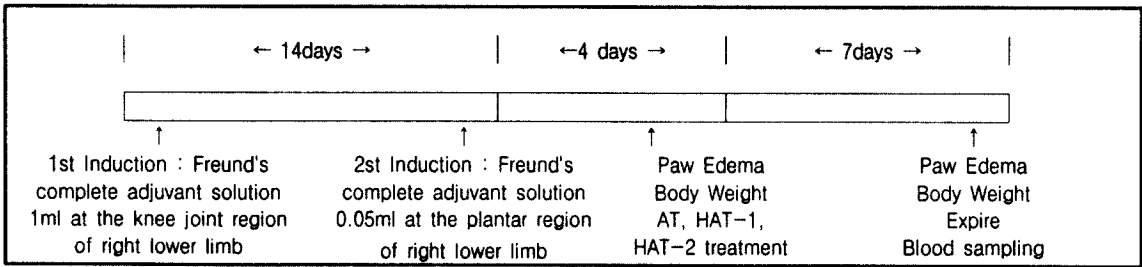 ← 14days →
←4 days →
← 7days →
1st Induction : Freund's
complete adjuvant solution
1ml at the knee joint region
of right lower limb
2st Induction : Freund's
complete adjuvant solution
0.05ml at the plantar region
of right lower limb
Paw Edema
Body Weight
AT, HAT-1,
HAT-2 treatment
Paw Edema
Body Weight
Expire
Blood sampling